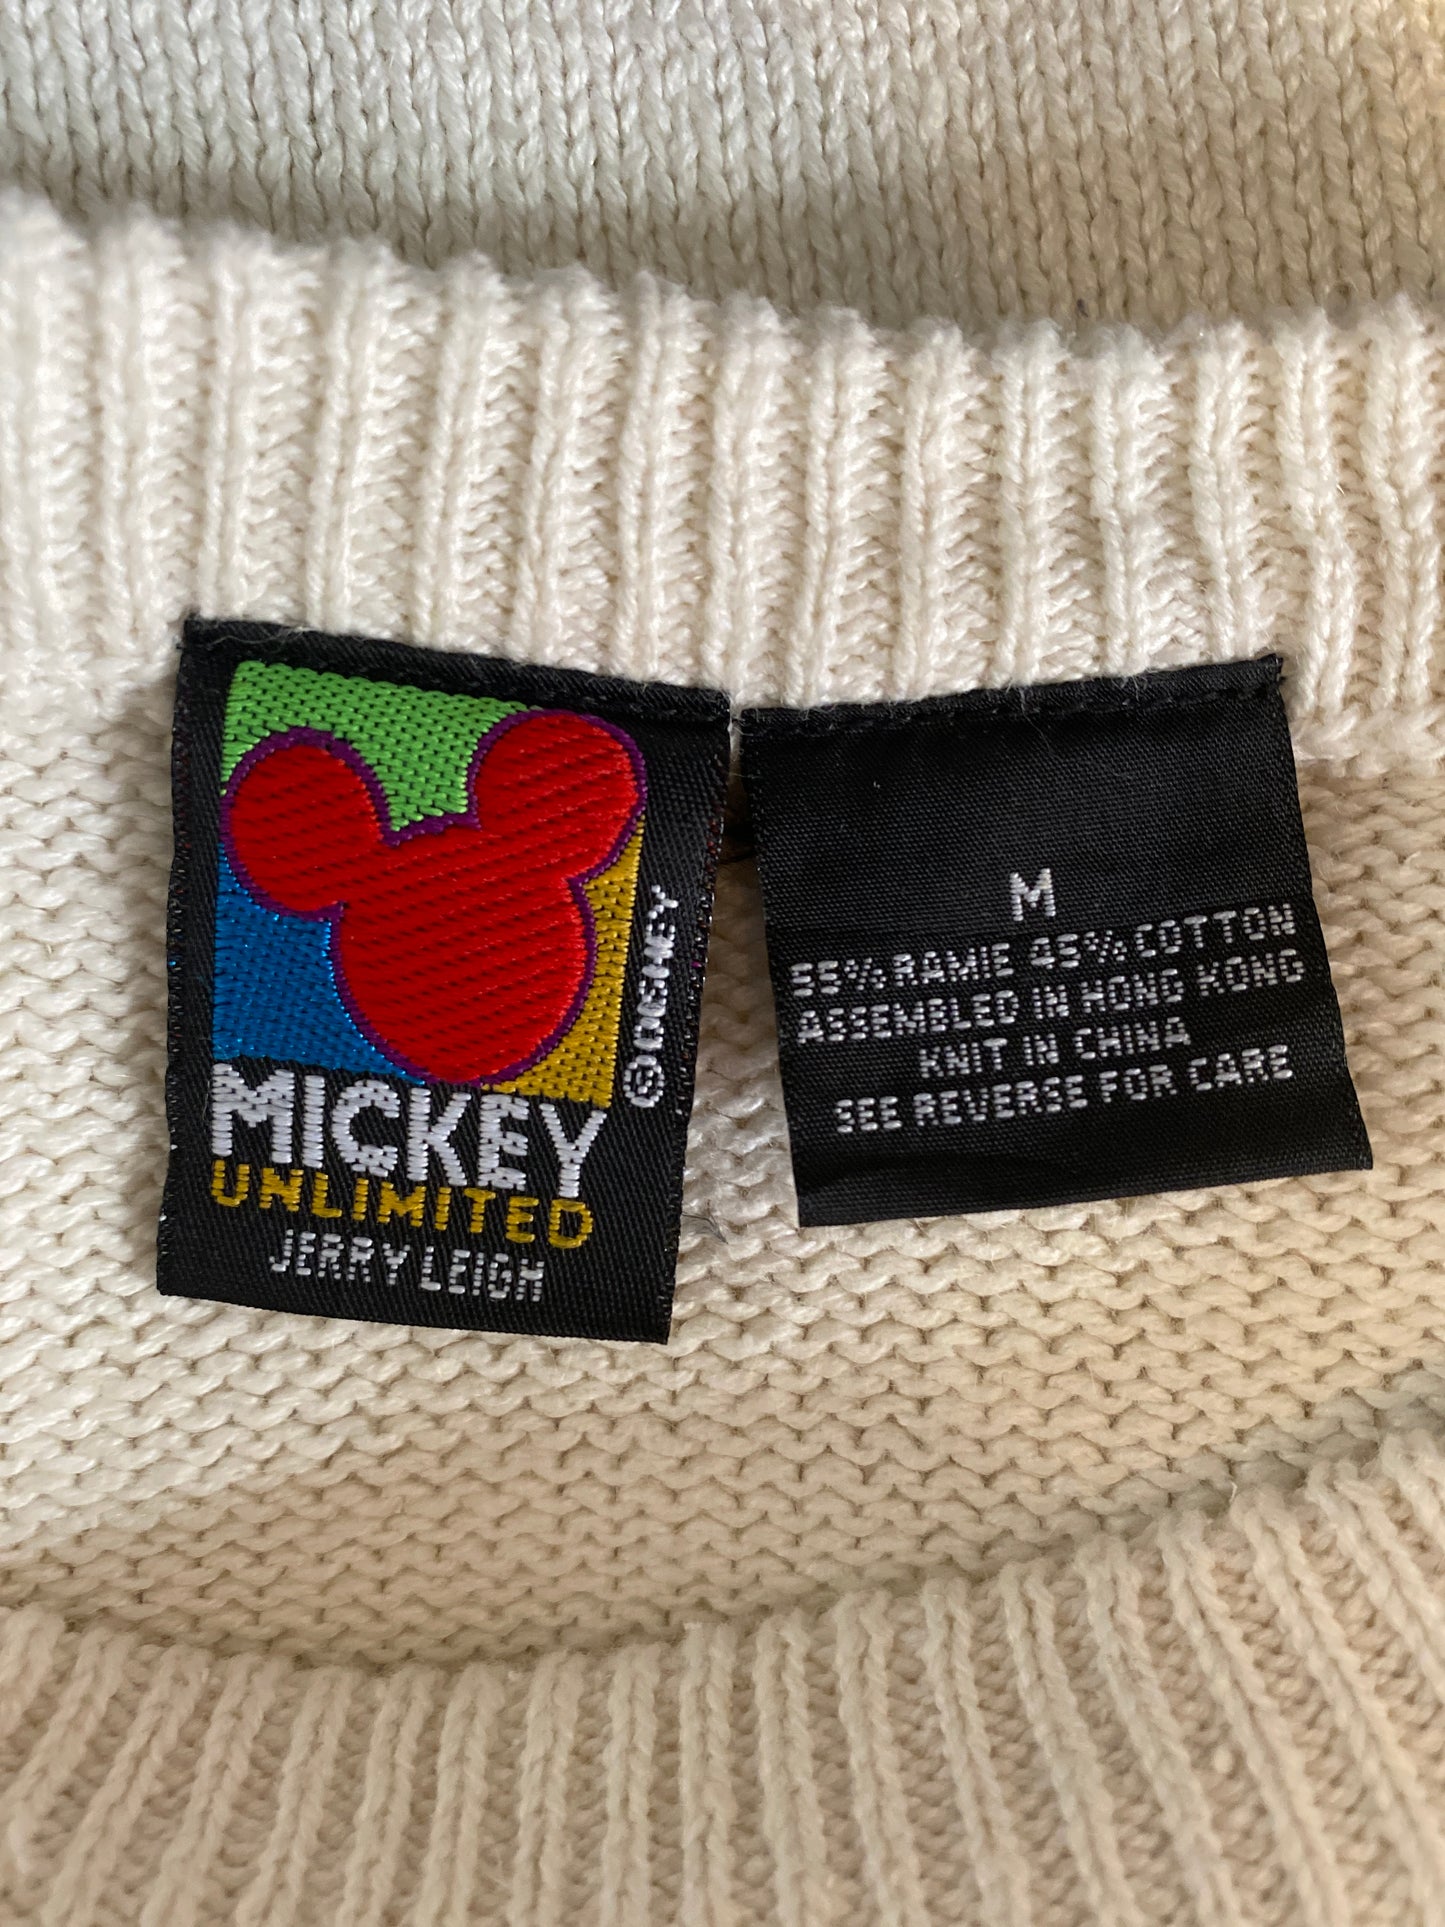 © DISNEY
MICKEY
UNLIMITED
JERRY LEIGH
M
55% RAMIE 45% COTTON
ASSEMBLED IN HONG KONG
KNIT IN CHINA
SEE REVERSE FOR CARE